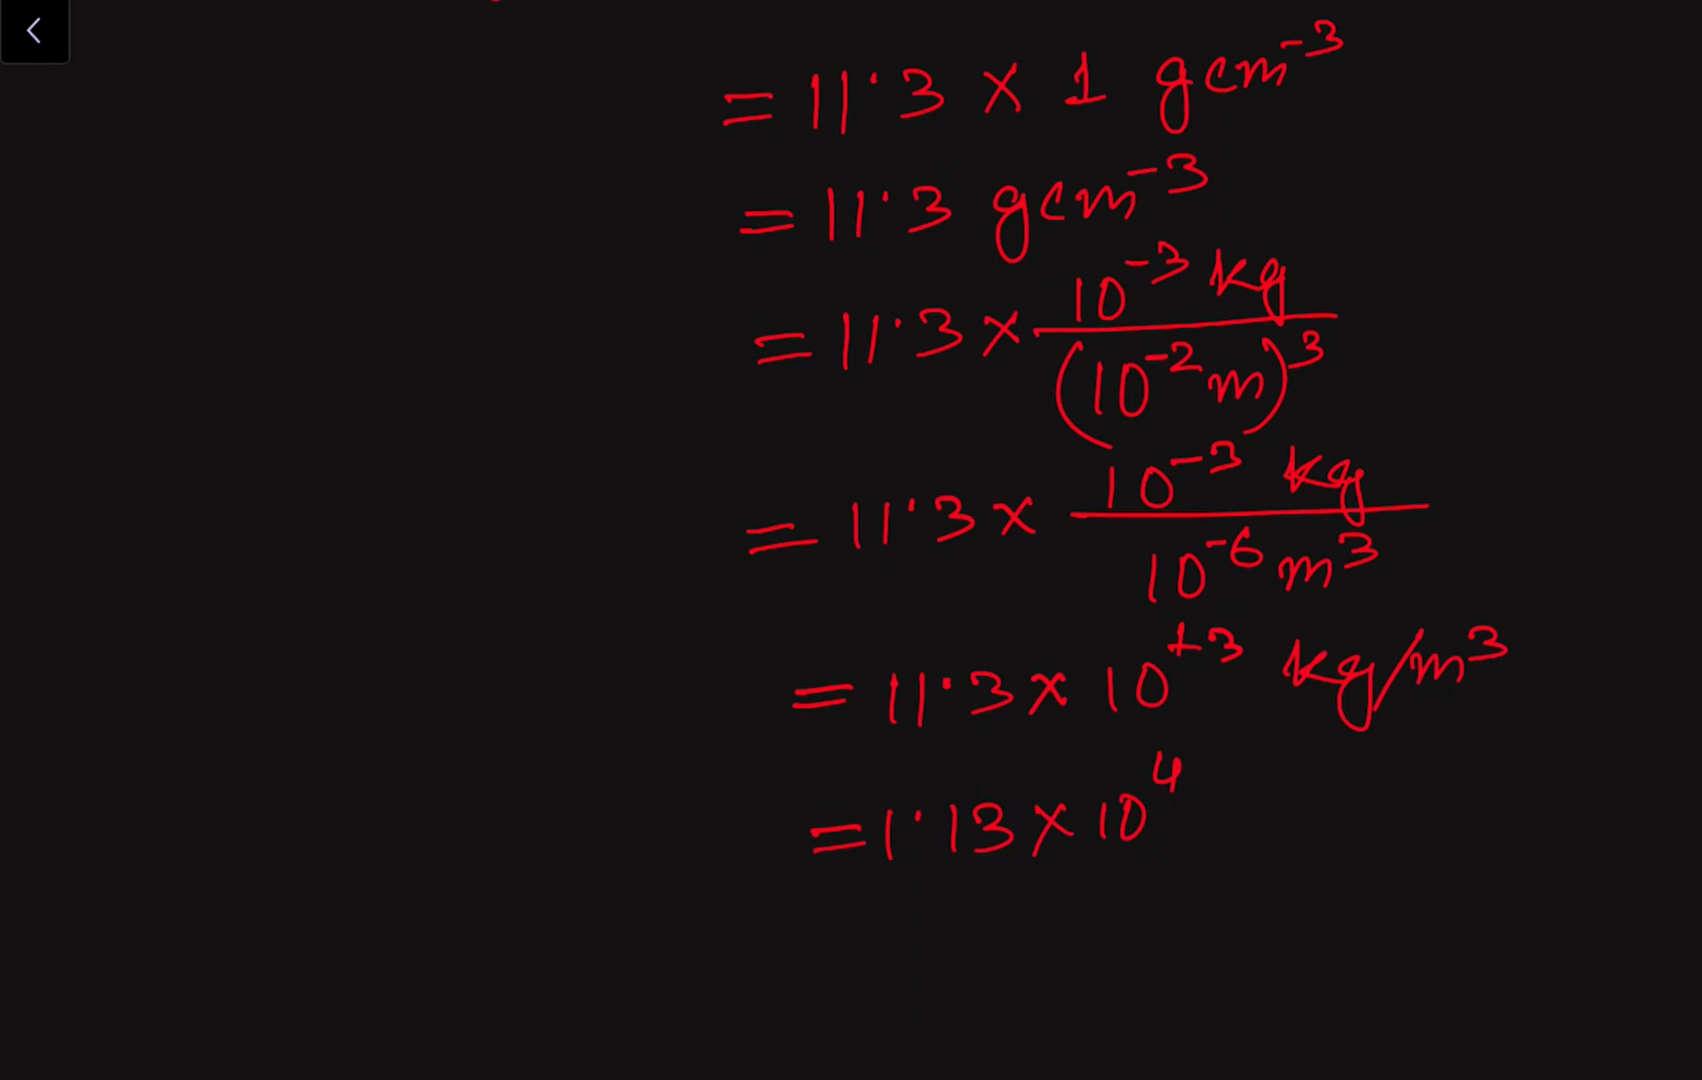 = 11.3 × 1 gcm⁻³
= 11.3 gcm⁻³
= 11.3 × 10⁻³ kg / (10⁻² m)³
= 11.3 × 10⁻³ kg / 10⁻⁶ m³
= 11.3 × 10⁺³ kg/m³
= 1.13 × 10⁴